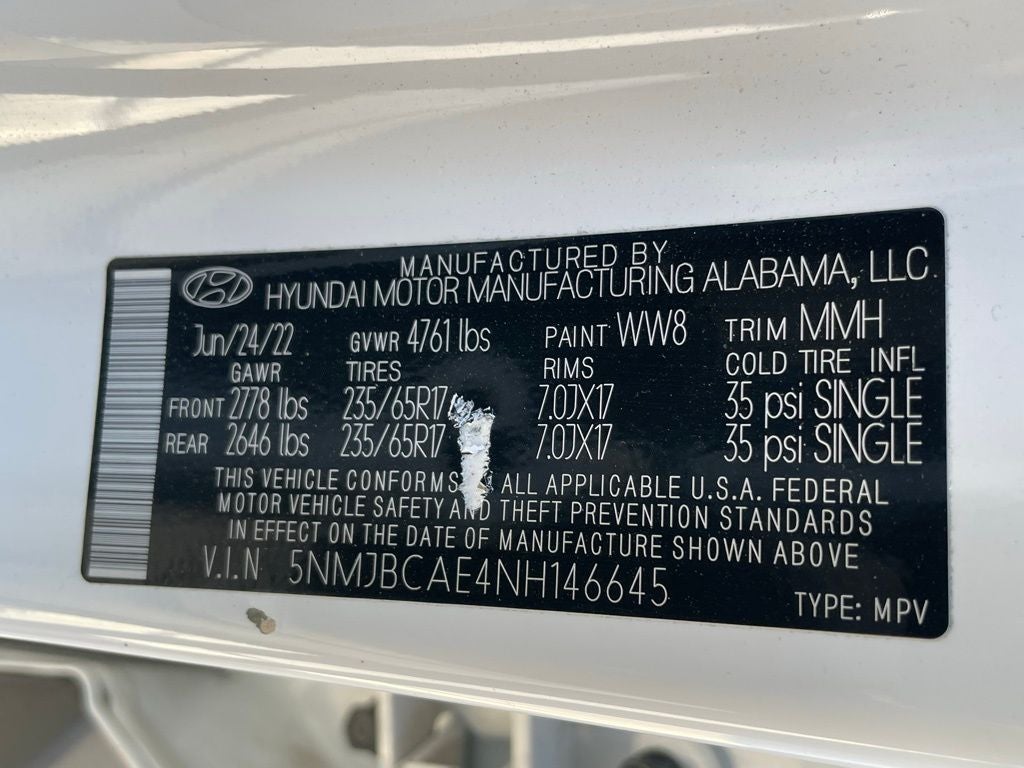 MANUFACTURED BY
HYUNDAI MOTOR MANUFACTURING ALABAMA, LLC
Jun/24/22 GVWR 4761 lbs PAINT WW8 TRIM MMH
GAWR TIRES RIMS COLD TIRE INFL
FRONT 2778 lbs 235/65R17 7.0JX17 35 psi SINGLE
REAR 2646 lbs 235/65R17 7.0JX17 35 psi SINGLE
THIS VEHICLE CONFORMS ALL APPLICABLE U.S.A. FEDERAL
MOTOR VEHICLE SAFETY AND THEFT PREVENTION STANDARDS
IN EFFECT ON THE DATE OF MANUFACTURE SHOWN ABOVE
V.I.N 5NMJBCAE4NH146645
TYPE: MPV